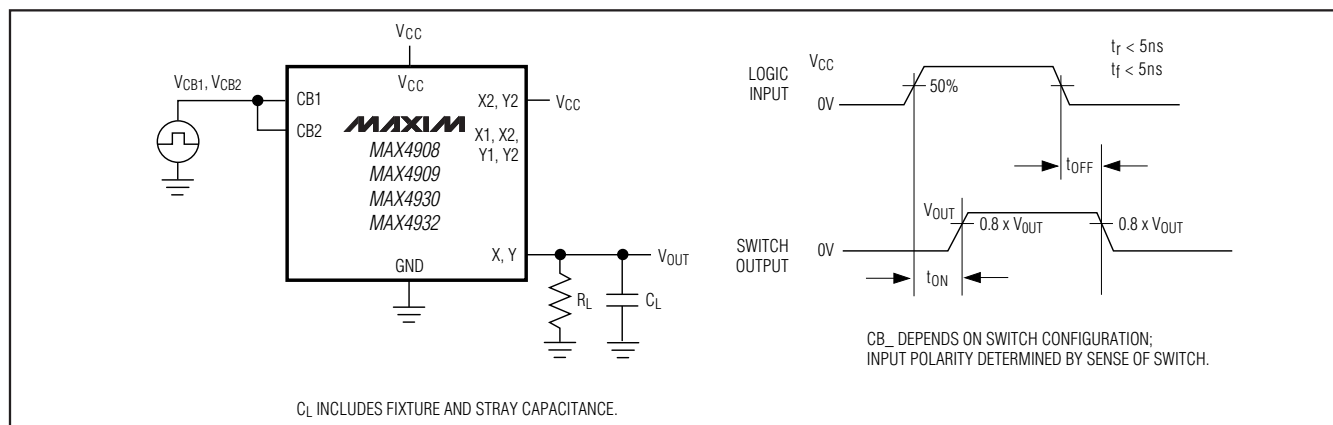 VCC
VCB1, VCB2
CB1
CB2
VCC
MAXIM
MAX4908
MAX4909
MAX4930
MAX4932
X2, Y2
VCC
X1, X2,
Y1, Y2
X, Y
VOUT
GND
RL
CL
CL INCLUDES FIXTURE AND STRAY CAPACITANCE.
LOGIC
INPUT
VCC
0V
50%
tr < 5ns
tf < 5ns
tOFF
SWITCH
OUTPUT
VOUT
0V
0.8 x V0UT
0.8 x VOUT
tON
CB_ DEPENDS ON SWITCH CONFIGURATION;
INPUT POLARITY DETERMINED BY SENSE OF SWITCH.